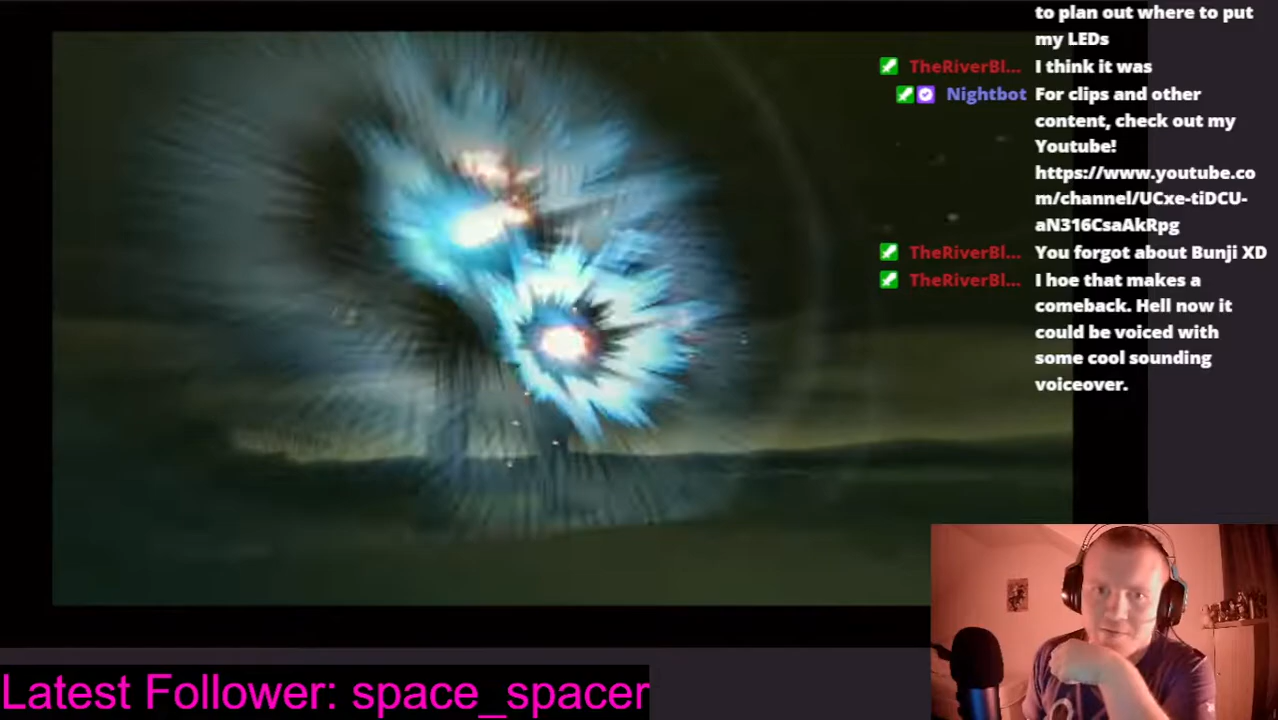 to plan out where to put
my LEDs
TheRiverBl... I think it was
Nightbot For clips and other
content, check out my
Youtube!
https://www.youtube.co
m/channel/UCxe-tiDCU-
aN316CsaAkRpg
TheRiverBl... You forgot about Bunji XD
TheRiverBl... I hoe that makes a
comeback. Hell now it
could be voiced with
some cool sounding
voiceover.
Latest Follower: space_spacer